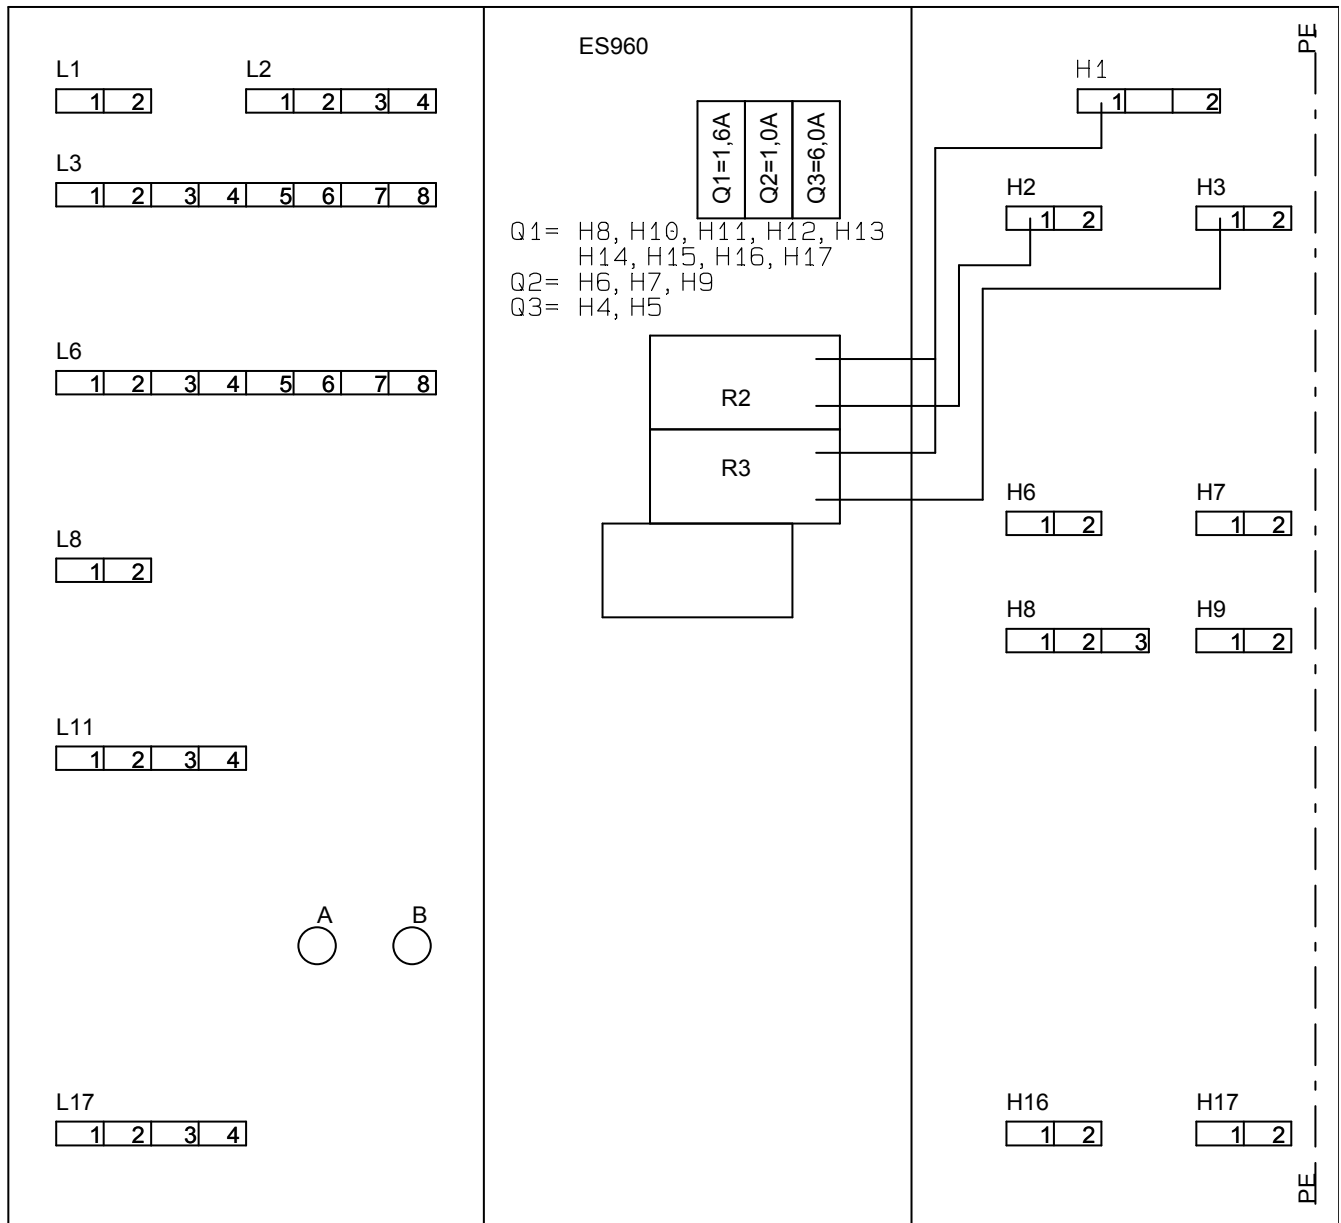 ES960
PE
L1
1 2
L2
1 2 3 4
H1
1 2
Q1=1,6A
Q2=1,0A
Q3=6,0A
L3
1 2 3 4 5 6 7 8
H2
1 2
H3
1 2
Q1= H8, H10, H11, H12, H13
H14, H15, H16, H17
Q2= H6, H7, H9
Q3= H4, H5
L6
1 2 3 4 5 6 7 8
R2
R3
H6
1 2
H7
1 2
L8
1 2
H8
1 2 3
H9
1 2
L11
1 2 3 4
A
B
L17
1 2 3 4
H16
1 2
H17
1 2
PE